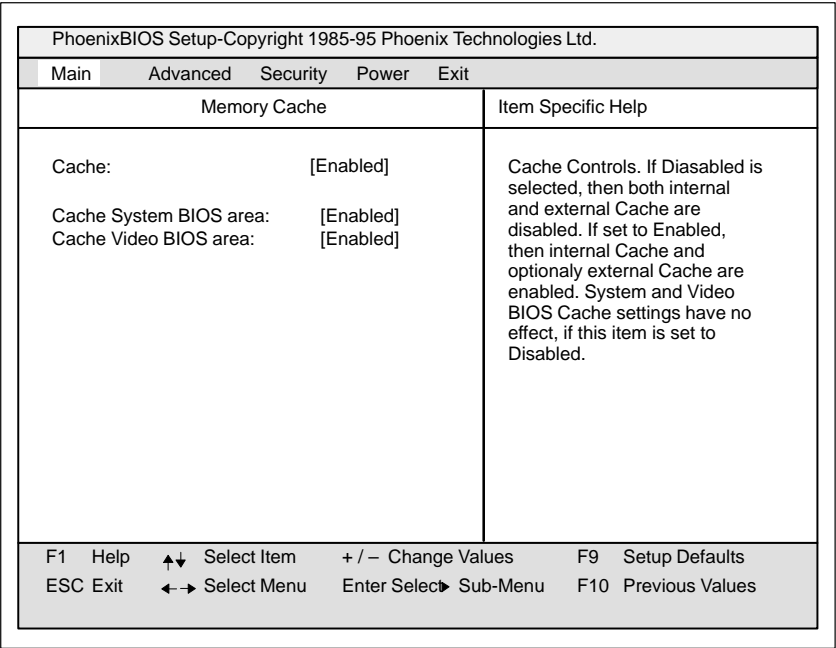 PhoenixBIOS Setup-Copyright 1985-95 Phoenix Technologies Ltd.
Main Advanced Security Power Exit
Memory Cache
Item Specific Help
Cache: [Enabled]
Cache System BIOS area: [Enabled]
Cache Video BIOS area: [Enabled]
Cache Controls. If Diasabled is
selected, then both internal
and external Cache are
disabled. If set to Enabled,
then internal Cache and
optionaly external Cache are
enabled. System and Video
BIOS Cache settings have no
effect, if this item is set to
Disabled.
F1 Help Select Item + / – Change Values F9 Setup Defaults
ESC Exit Select Menu Enter Select Sub-Menu F10 Previous Values